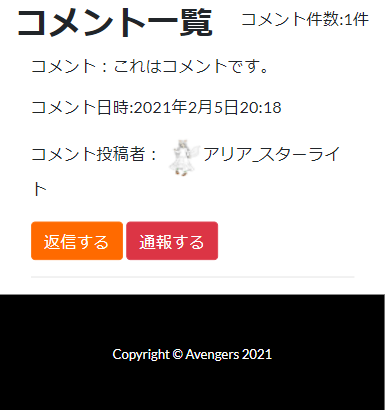 コメント一覧 コメント件数:1件
コメント：これはコメントです。
コメント日時:2021年2月5日20:18
コメント投稿者： アリア_スターライ
ト
返信する 通報する
Copyright © Avengers 2021